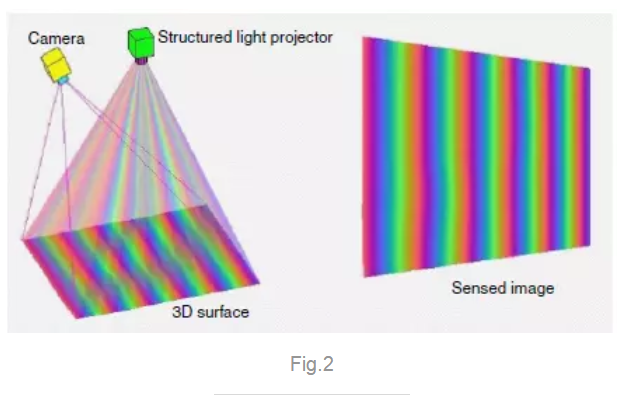 Camera
Structured light projector
3D surface
Sensed image
Fig.2